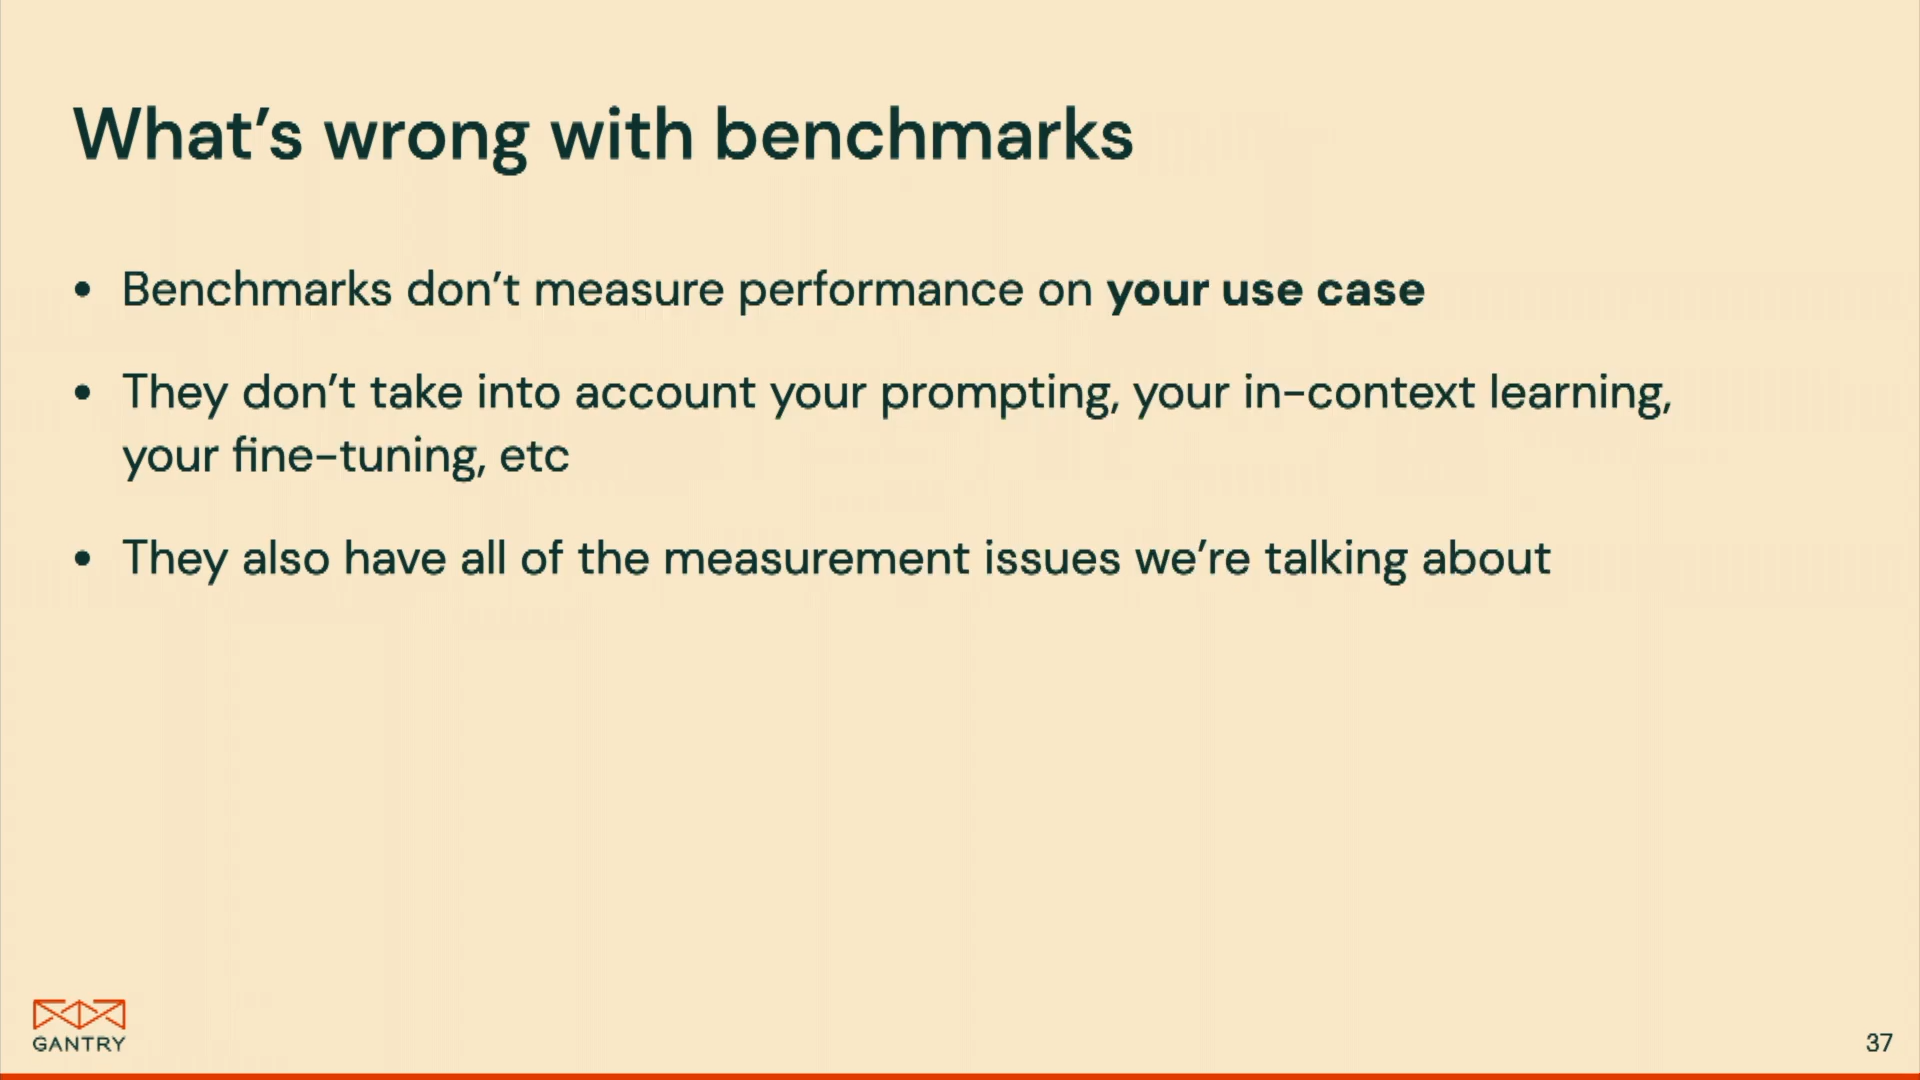 What’s wrong with benchmarks
• Benchmarks don’t measure performance on your use case
• They don’t take into account your prompting, your in-context learning,
your fine-tuning, etc
• They also have all of the measurement issues we’re talking about
GANTRY
37